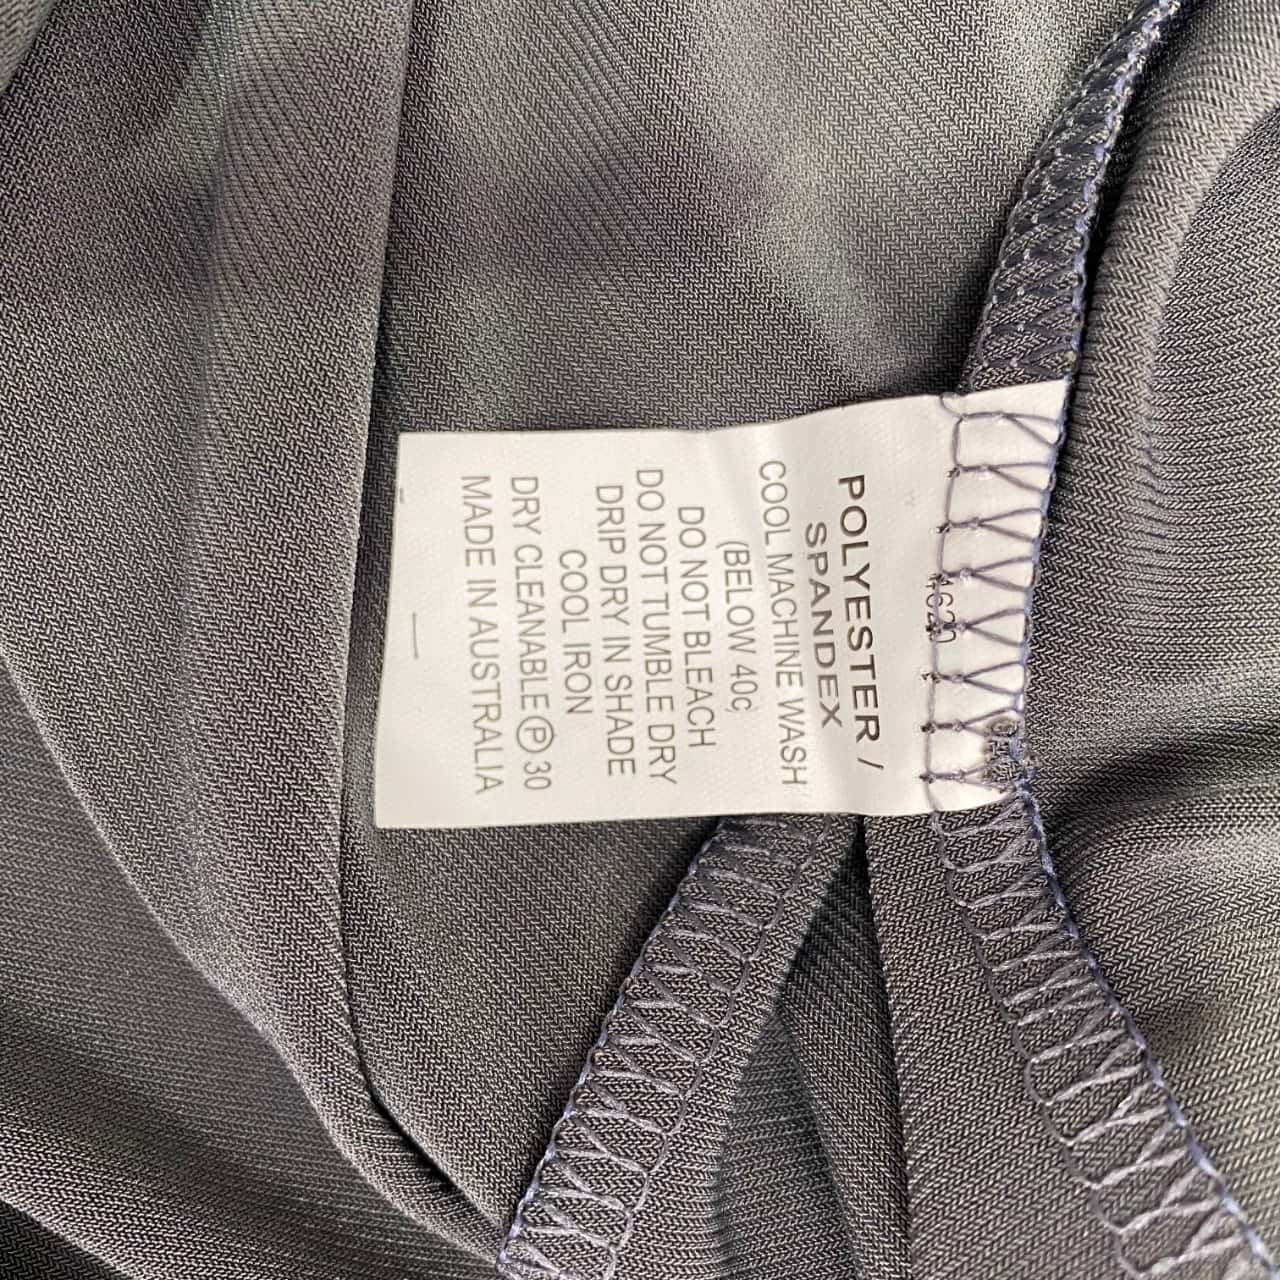 POLYESTER /
SPANDEX
COOL MACHINE WASH
(BELOW 40c
DO NOT BLEACH
DO NOT TUMBLE DRY
DRIP DRY IN SHADE
COOL IRON
DRY CLEANABLE Ⓟ 30
MADE IN AUSTRALIA